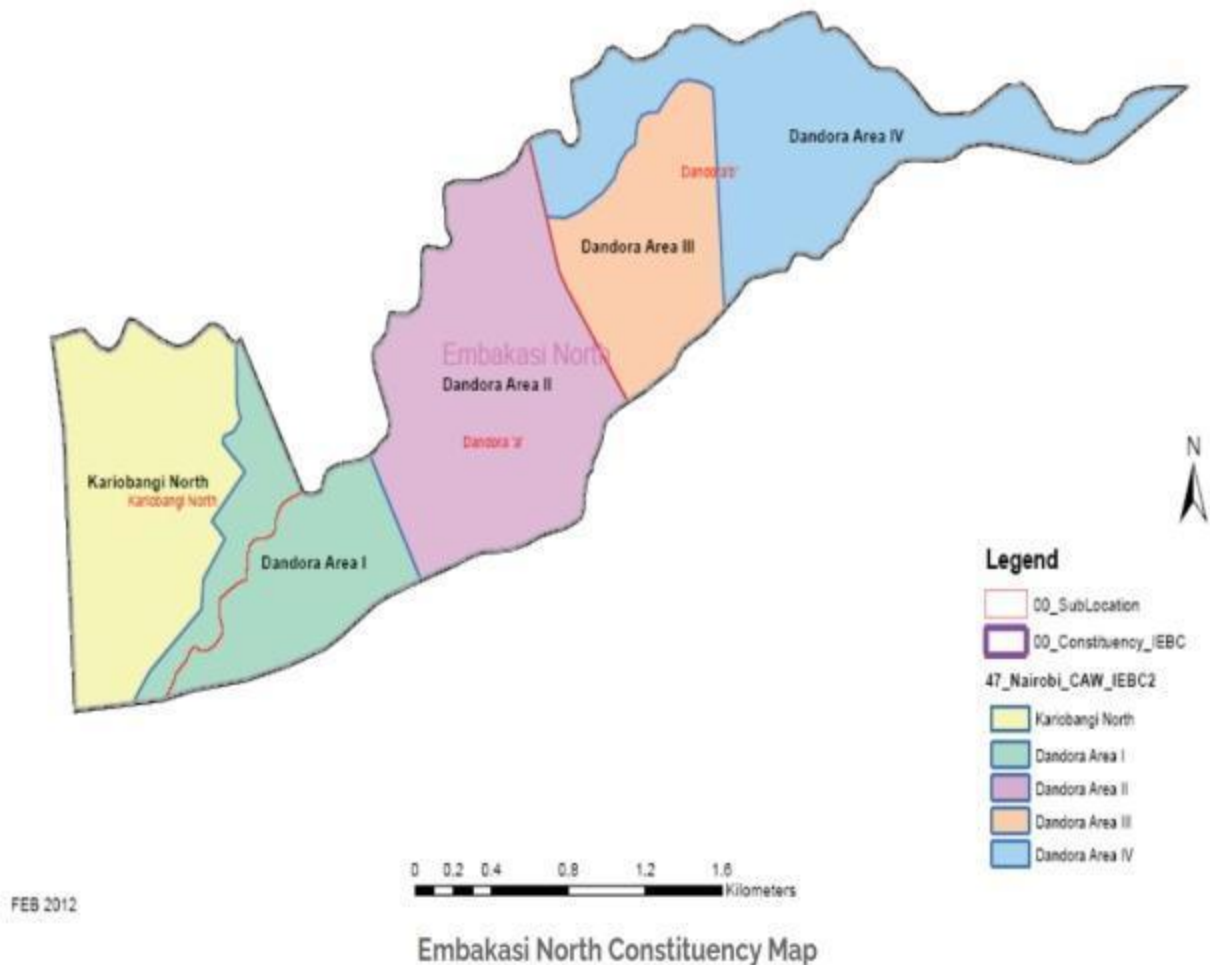 Dandora Area IV
Dandora 'b'
Dandora Area III
Embakasi North
Dandora Area II
Dandora 'a'
Kariobangi North
Kariobangi North
Dandora Area I
N
Legend
00_SubLocation
00_Constituency_IEBC
47_Nairobi_CAW_IEBC2
Kariobangi North
Dandora Area I
Dandora Area II
Dandora Area III
Dandora Area IV
0 0.2 0.4 0.8 1.2 1.6
Kilometers
FEB 2012
Embakasi North Constituency Map